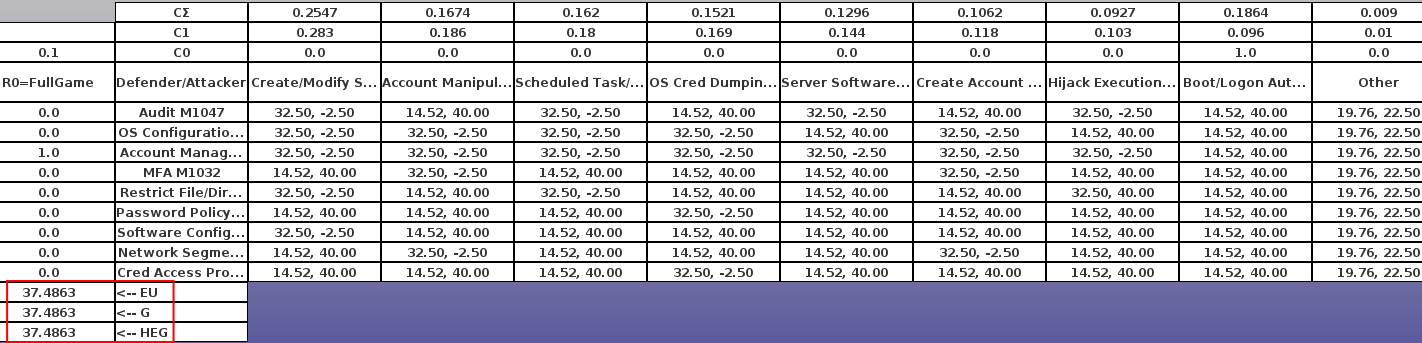 CΣ 0.2547 0.1674 0.162 0.1521 0.1296 0.1062 0.0927 0.1864 0.009
C1 0.283 0.186 0.18 0.169 0.144 0.118 0.103 0.096 0.01
0.1 C0 0.0 0.0 0.0 0.0 0.0 0.0 0.0 1.0 0.0
R0=FullGame Defender/Attacker Create/Modify S... Account Manipul... Scheduled Task/... OS Cred Dumpin... Server Software... Create Account ... Hijack Execution... Boot/Logon Aut... Other
0.0 Audit M1047 32.50, -2.50 14.52, 40.00 32.50, -2.50 14.52, 40.00 32.50, -2.50 14.52, 40.00 32.50, -2.50 14.52, 40.00 19.76, 22.50
0.0 OS Configuratio... 32.50, -2.50 32.50, -2.50 32.50, -2.50 32.50, -2.50 14.52, 40.00 32.50, -2.50 14.52, 40.00 14.52, 40.00 19.76, 22.50
1.0 Account Manag... 32.50, -2.50 32.50, -2.50 32.50, -2.50 32.50, -2.50 32.50, -2.50 32.50, -2.50 32.50, -2.50 14.52, 40.00 19.76, 22.50
0.0 MFA M1032 14.52, 40.00 32.50, -2.50 14.52, 40.00 14.52, 40.00 14.52, 40.00 32.50, -2.50 14.52, 40.00 14.52, 40.00 19.76, 22.50
0.0 Restrict File/Dir... 32.50, -2.50 14.52, 40.00 32.50, -2.50 14.52, 40.00 14.52, 40.00 14.52, 40.00 32.50, 40.00 14.52, 40.00 19.76, 22.50
0.0 Password Policy... 14.52, 40.00 14.52, 40.00 14.52, 40.00 32.50, -2.50 14.52, 40.00 14.52, 40.00 14.52, 40.00 14.52, 40.00 19.76, 22.50
0.0 Software Config... 32.50, -2.50 14.52, 40.00 14.52, 40.00 14.52, 40.00 14.52, 40.00 14.52, 40.00 14.52, 40.00 14.52, 40.00 19.76, 22.50
0.0 Network Segme... 14.52, 40.00 32.50, -2.50 14.52, 40.00 14.52, 40.00 14.52, 40.00 32.50, -2.50 14.52, 40.00 14.52, 40.00 19.76, 22.50
0.0 Cred Access Pro... 14.52, 40.00 14.52, 40.00 14.52, 40.00 32.50, -2.50 14.52, 40.00 14.52, 40.00 14.52, 40.00 14.52, 40.00 19.76, 22.50
37.4863 <-- EU
37.4863 <-- G
37.4863 <-- HEG